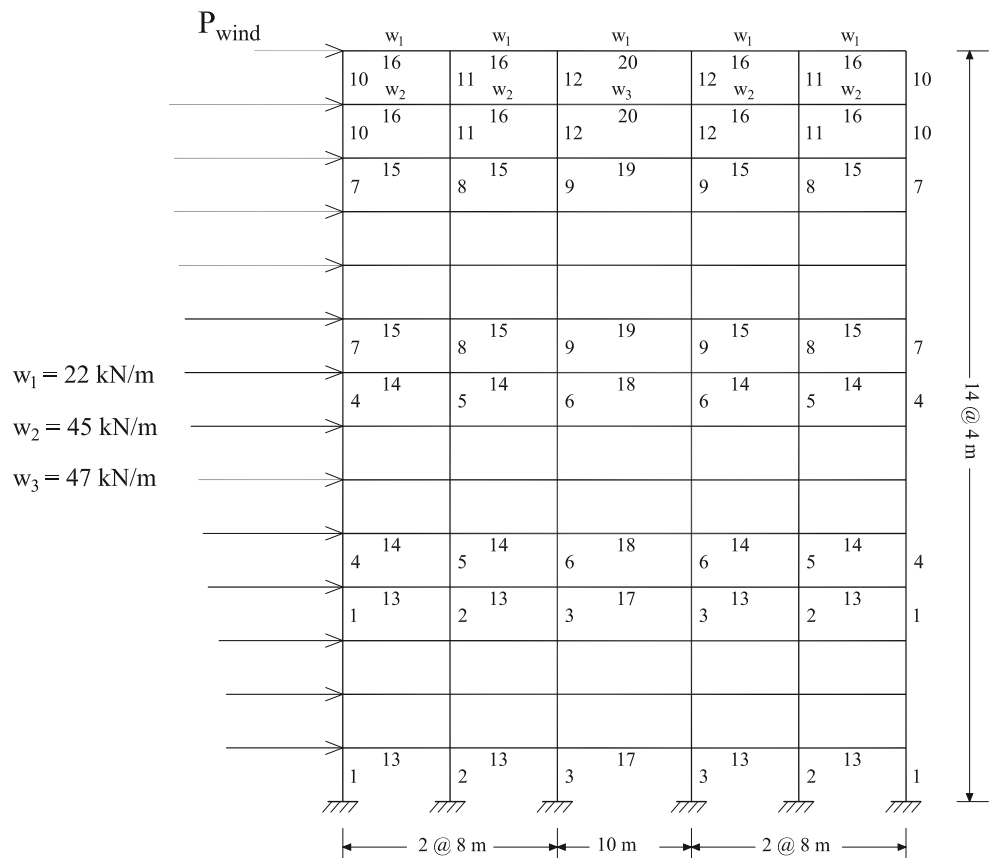 P_wind
w₁ w₁ w₁ w₁ w₁
16 16 20 16 16
10 11 12 12 11 10
w₂ w₂ w₃ w₂ w₂
16 16 20 16 16
10 11 12 12 11 10
15 15 19 15 15
7 8 9 9 8 7
15 15 19 15 15
7 8 9 9 8 7
w₁ = 22 kN/m
14 14 18 14 14
4 5 6 6 5 4
14 @ 4 m
w₂ = 45 kN/m
w₃ = 47 kN/m
14 14 18 14 14
4 5 6 6 5 4
13 13 17 13 13
1 2 3 3 2 1
13 13 17 13 13
1 2 3 3 2 1
2 @ 8 m 10 m 2 @ 8 m